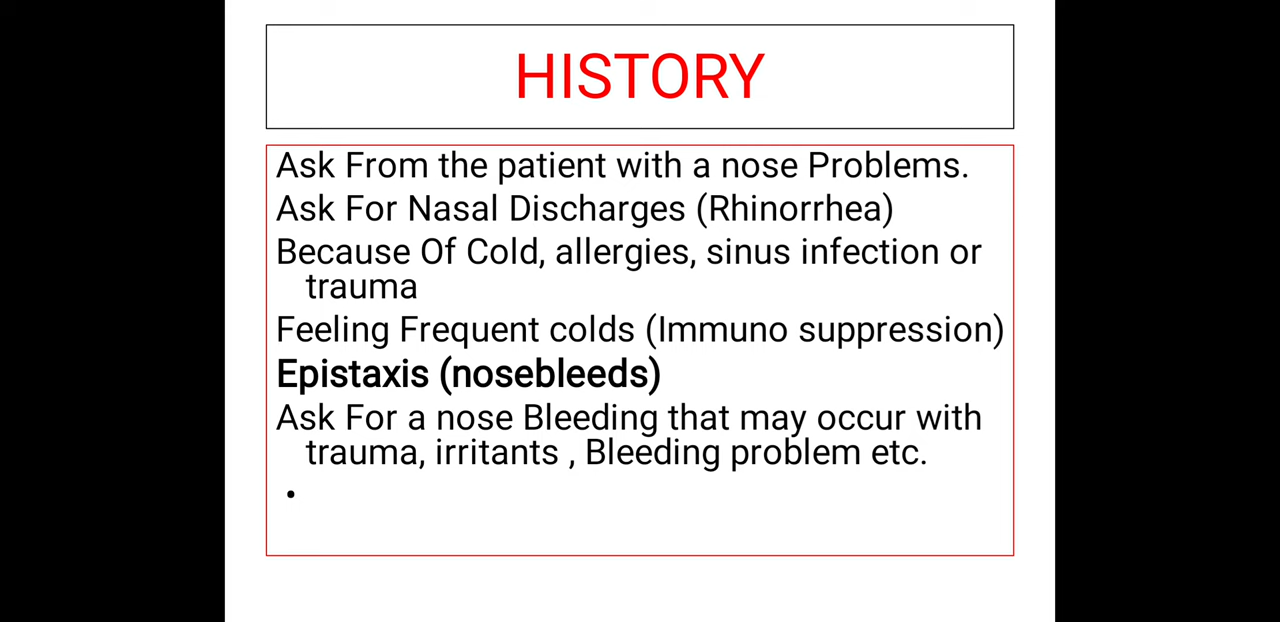 HISTORY
Ask From the patient with a nose Problems.
Ask For Nasal Discharges (Rhinorrhea)
Because Of Cold, allergies, sinus infection or
trauma
Feeling Frequent colds (Immuno suppression)
Epistaxis (nosebleeds)
Ask For a nose Bleeding that may occur with
trauma, irritants , Bleeding problem etc.
•